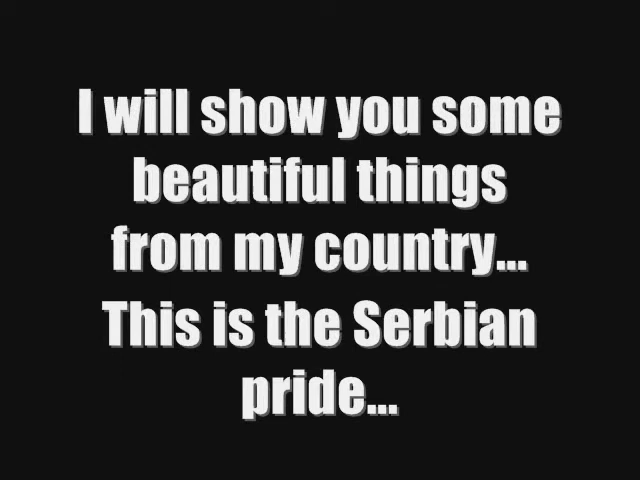 I will show you some
beautiful things
from my country...
This is the Serbian
pride...